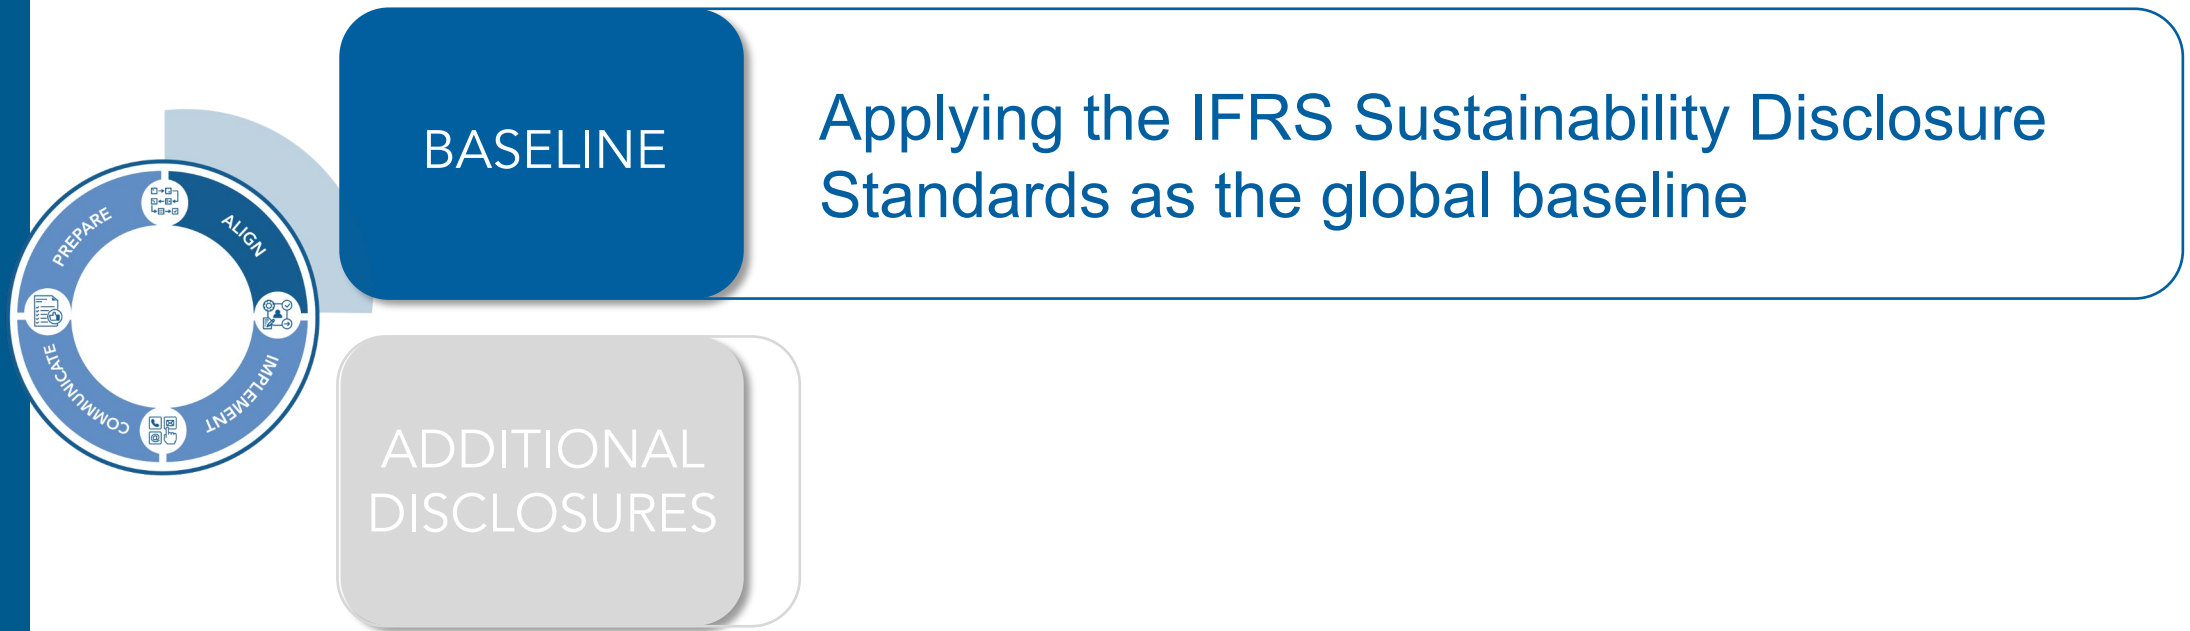 BASELINE
Applying the IFRS Sustainability Disclosure
Standards as the global baseline
PREPARE
ALIGN
COMMUNICATE
IMPLEMENT
ADDITIONAL
DISCLOSURES